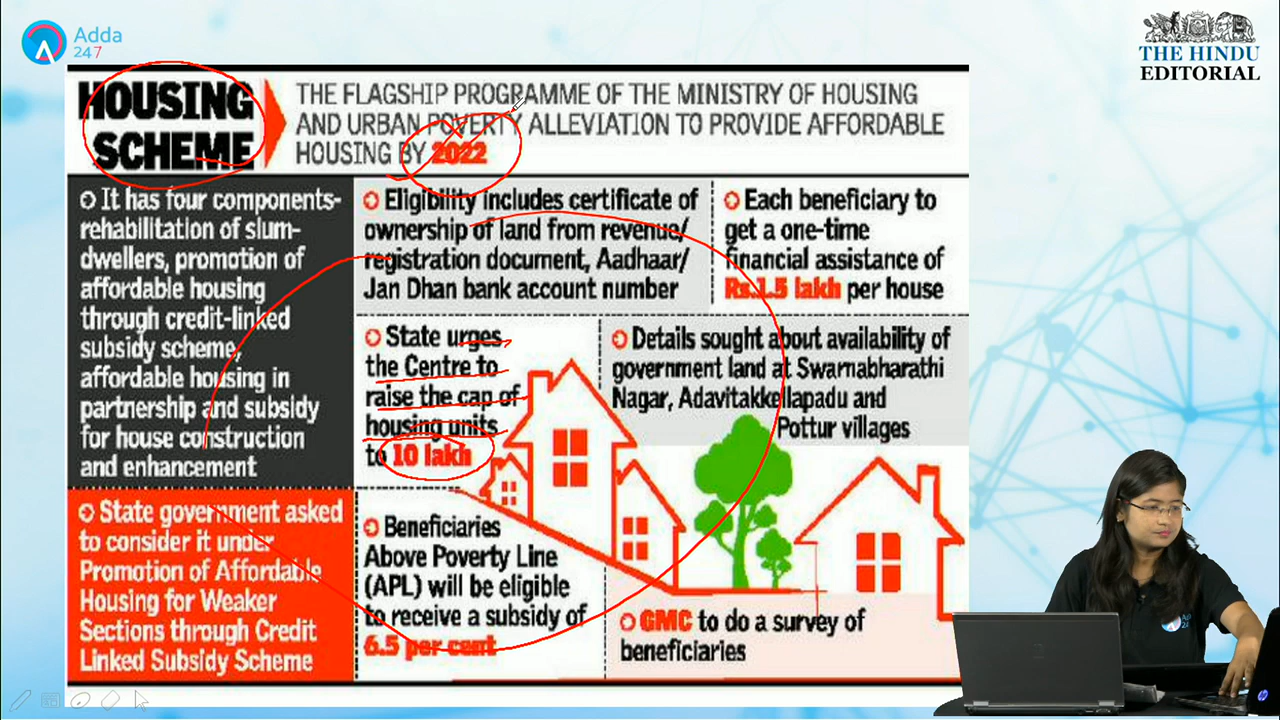 Adda
247
THE HINDU
EDITORIAL
HOUSING
SCHEME
THE FLAGSHIP PROGRAMME OF THE MINISTRY OF HOUSING
AND URBAN POVERTY ALLEVIATION TO PROVIDE AFFORDABLE
HOUSING BY 2022
It has four components-
rehabilitation of slum-
dwellers, promotion of
affordable housing
through credit-linked
subsidy scheme,
affordable housing in
partnership and subsidy
for house construction
and enhancement
State government asked
to consider it under
Promotion of Affordable
Housing for Weaker
Sections through Credit
Linked Subsidy Scheme
Eligibility includes certificate of
ownership of land from revenue/
registration document, Aadhaar/
Jan Dhan bank account number
Each beneficiary to
get a one-time
financial assistance of
Rs.1.5 lakh per house
State urges
the Centre to
raise the cap of
housing units
to 10 lakh
Details sought about availability of
government land at Swarnabharathi
Nagar, Adavitakkellapadu and
Pottur villages
Beneficiaries
Above Poverty Line
(APL) will be eligible
to receive a subsidy of
6.5 per cent
GMC to do a survey of
beneficiaries